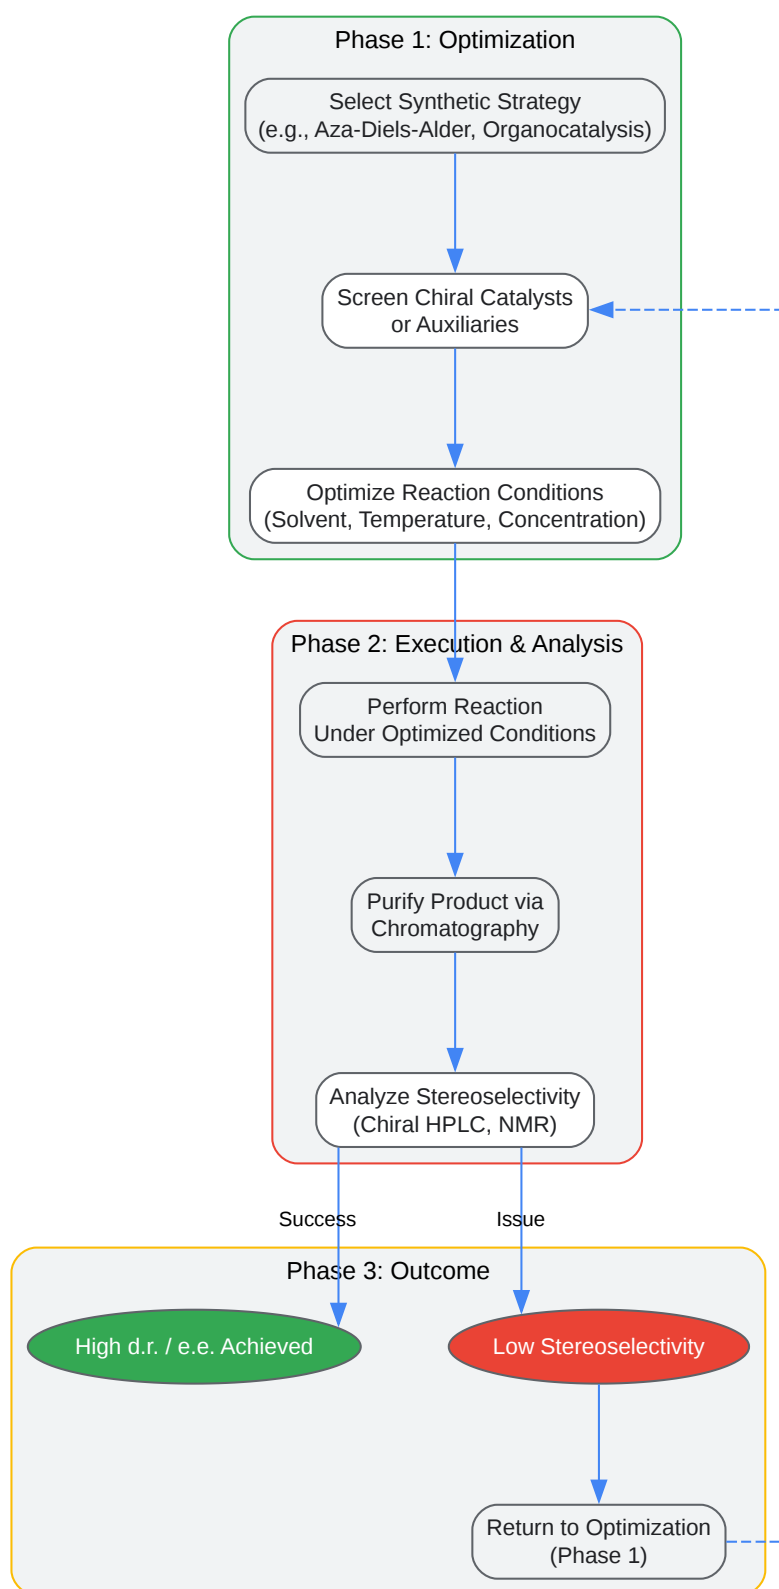 Phase 1: Optimization
Select Synthetic Strategy
(e.g., Aza-Diels-Alder, Organocatalysis)
Screen Chiral Catalysts
or Auxiliaries
Optimize Reaction Conditions
(Solvent, Temperature, Concentration)
Phase 2: Execution & Analysis
Perform Reaction
Under Optimized Conditions
Purify Product via
Chromatography
Analyze Stereoselectivity
(Chiral HPLC, NMR)
Success
Issue
Phase 3: Outcome
High d.r. / e.e. Achieved
Low Stereoselectivity
Return to Optimization
(Phase 1)